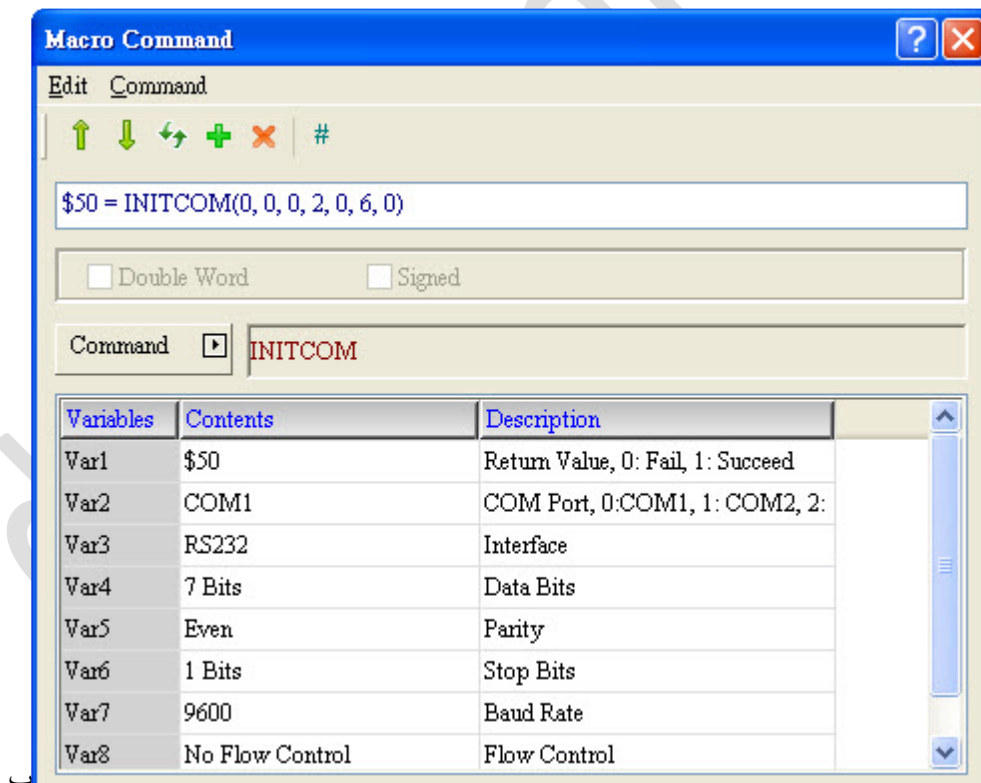 Macro Command
Edit Command
#
$50 = INITCOM(0, 0, 0, 2, 0, 6, 0)
Double Word Signed
Command INITCOM
Variables Contents Description
Var1 $50 Return Value, 0: Fail, 1: Succeed
Var2 COM1 COM Port, 0:COM1, 1: COM2, 2:
Var3 RS232 Interface
Var4 7 Bits Data Bits
Var5 Even Parity
Var6 1 Bits Stop Bits
Var7 9600 Baud Rate
Var8 No Flow Control Flow Control